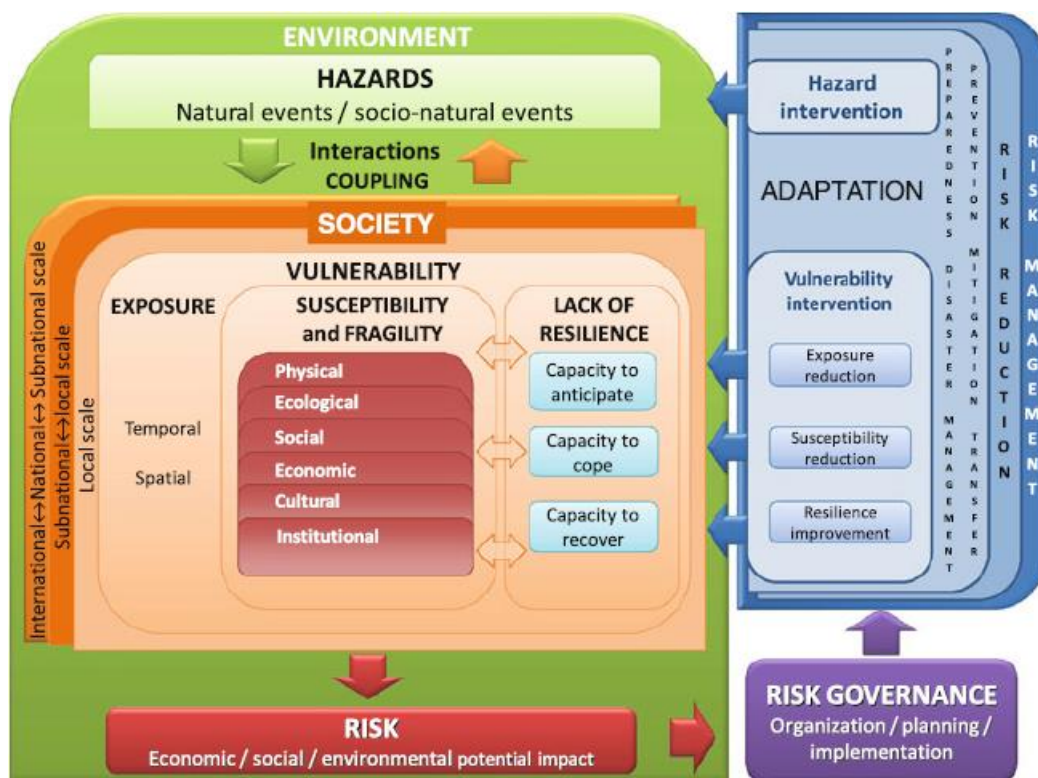 ENVIRONMENT
HAZARDS
Natural events / socio-natural events
Interactions
COUPLING
SOCIETY
VULNERABILITY
EXPOSURE
Temporal
Spatial
SUSCEPTIBILITY
and FRAGILITY
Physical
Ecological
Social
Economic
Cultural
Institutional
LACK OF
RESILIENCE
Capacity to
anticipate
Capacity to
cope
Capacity to
recover
International↔National↔Subnational scale
Subnational↔local scale
Local scale
RISK
Economic / social / environmental potential impact
Hazard
intervention
ADAPTATION
Vulnerability
intervention
Exposure
reduction
Susceptibility
reduction
Resilience
improvement
PREPAREDNESS DISASTER MANAGEMENT
PREVENTION MITIGATION TRANSFER
RISK REDUCTION
RISK MANAGEMENT
RISK GOVERNANCE
Organization / planning /
implementation